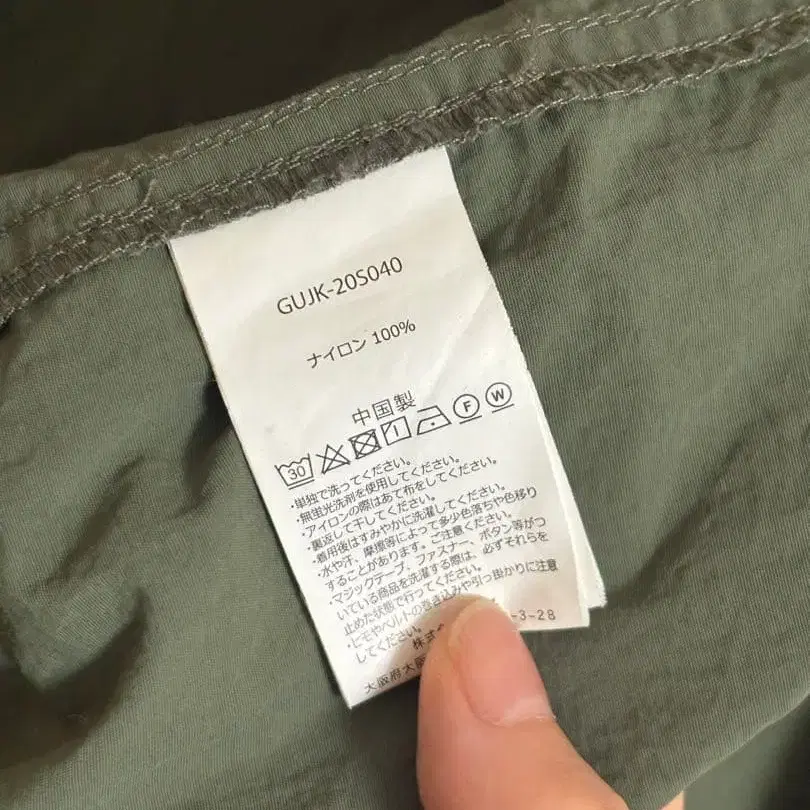 GUJK-20S040
ナイロン 100%
中国製
30 F W
・単独で洗ってください。
・無蛍光洗剤を使用してください。
・アイロンの際はあて布をしてください。
・裏返して干してください。
・着用後はすみやかに洗濯してください。
・水や汗、摩擦等によって多少色落ちや色移り
することがあります。ご注意ください。
・マジックテープ、ファスナー、ボタン等がつ
いている商品を洗濯する際は、必ずそれらを
止めた状態で行ってください。
・ヒモやベルトの巻き込みや引っ掛かりに注意
してください。
株式
大阪府大阪 -3-28